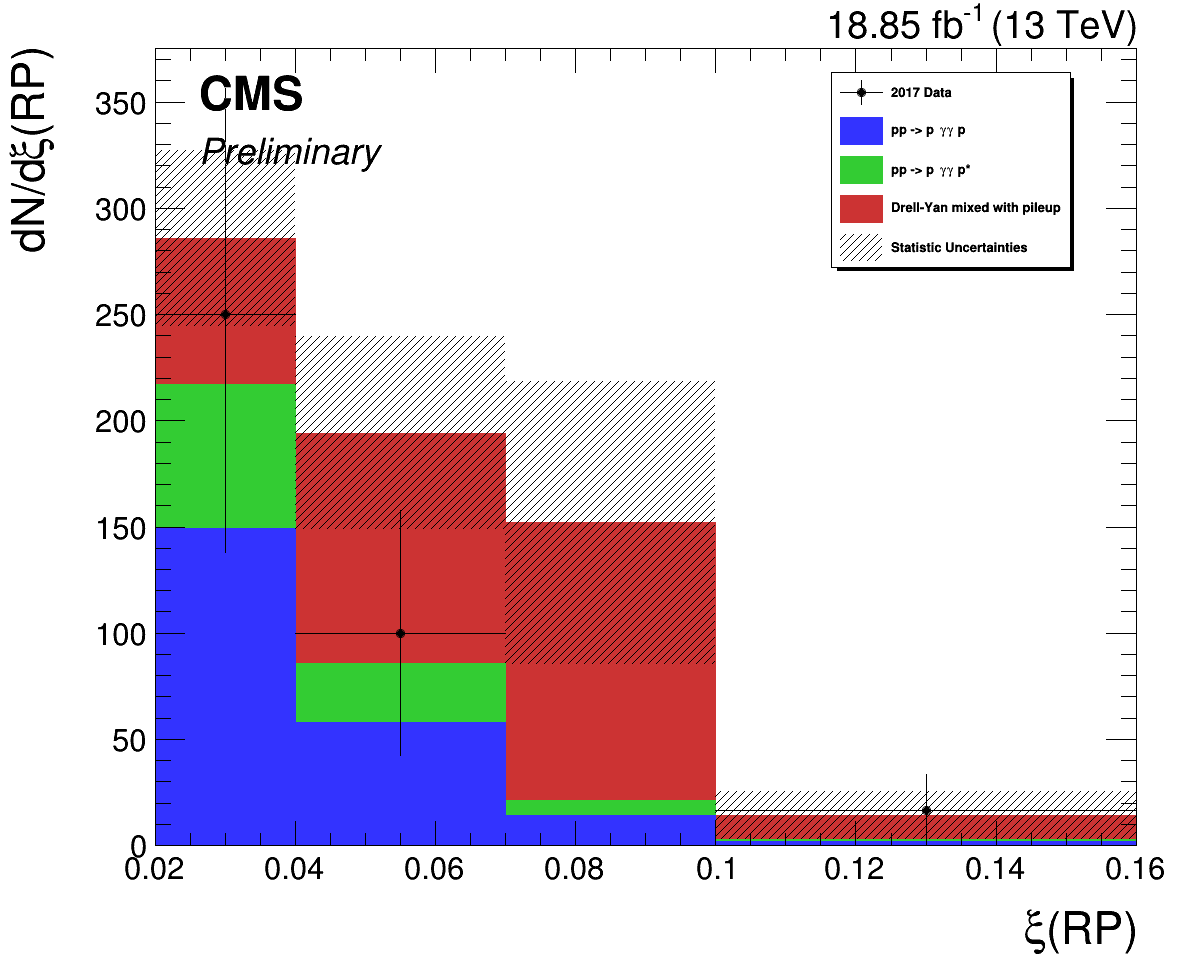 18.85 fb-1 (13 TeV)
dN/dξ(RP)
CMS
Preliminary
2017 Data
pp -> p γγ p
pp -> p γγ p*
Drell-Yan mixed with pileup
Statistic Uncertainties
350
300
250
200
150
100
50
0
0.02 0.04 0.06 0.08 0.1 0.12 0.14 0.16
ξ(RP)